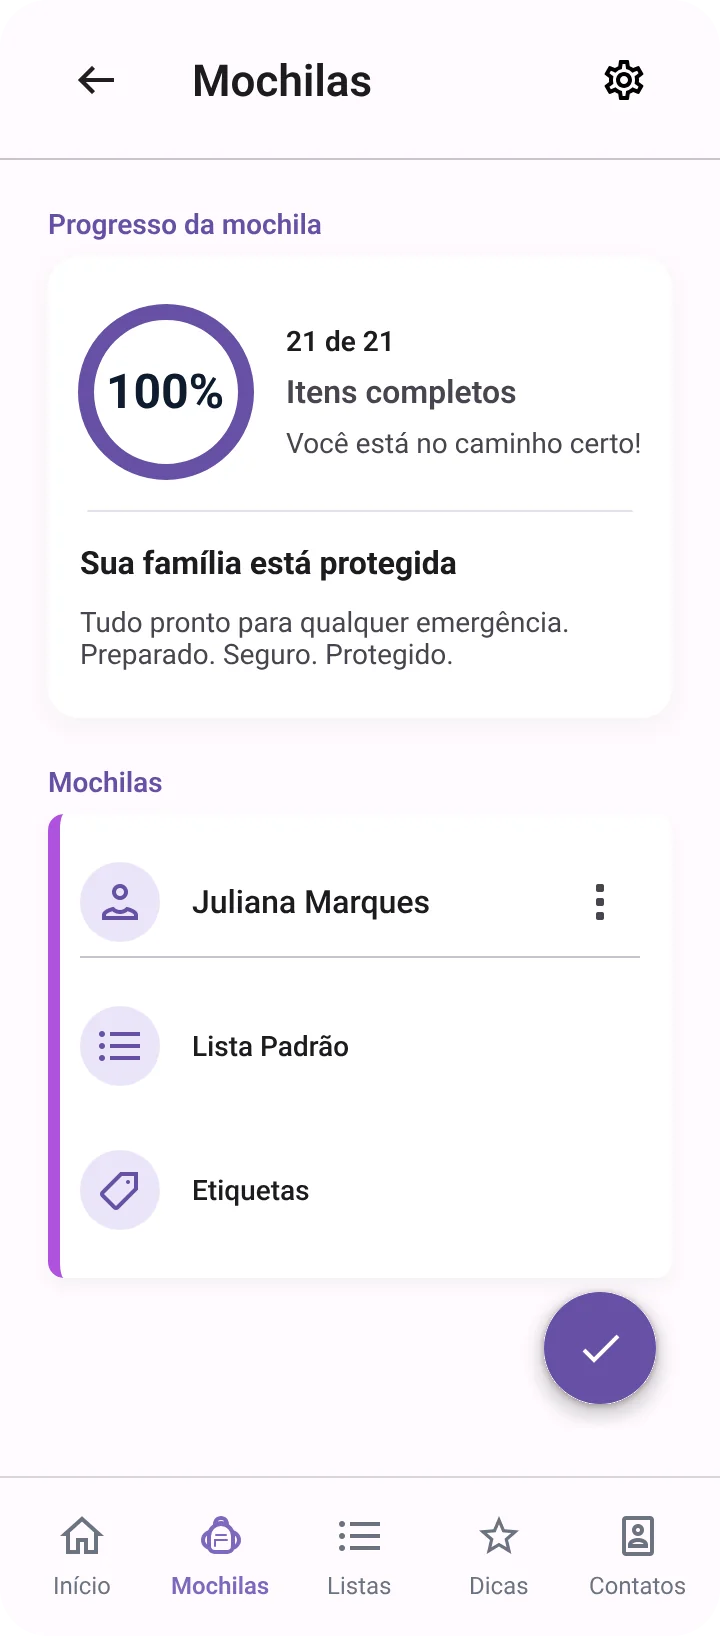 Mochilas
Progresso da mochila
100%
21 de 21
Itens completos
Você está no caminho certo!
Sua família está protegida
Tudo pronto para qualquer emergência.
Preparado. Seguro. Protegido.
Mochilas
Juliana Marques
Lista Padrão
Etiquetas
Início
Mochilas
Listas
Dicas
Contatos